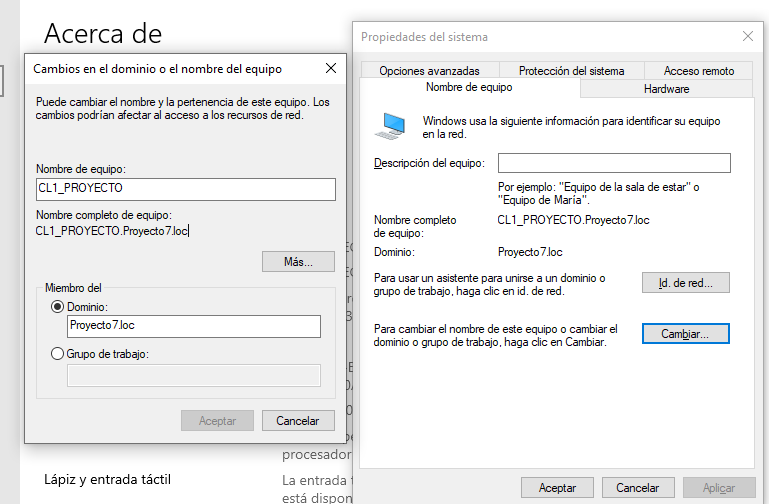 Acerca de
Cambios en el dominio o el nombre del equipo
Puede cambiar el nombre y la pertenencia de este equipo. Los
cambios podrían afectar al acceso a los recursos de red.
Nombre de equipo:
CL1_PROYECTO
Nombre completo de equipo:
CL1_PROYECTO.Proyecto7.loc
Más...
Miembro del
Dominio:
Proyecto7.loc
Grupo de trabajo:
Aceptar Cancelar
Lápiz y entrada táctil
procesador
La entrada
está dispon
Propiedades del sistema
Opciones avanzadas Protección del sistema Acceso remoto
Nombre de equipo Hardware
Windows usa la siguiente información para identificar su equipo
en la red.
Descripción del equipo:
Por ejemplo: "Equipo de la sala de estar" o
"Equipo de María".
Nombre completo
de equipo:
CL1_PROYECTO.Proyecto7.loc
Dominio: Proyecto7.loc
Para usar un asistente para unirse a un dominio o
grupo de trabajo, haga clic en id. de red.
Id. de red...
Para cambiar el nombre de este equipo o cambiar el
dominio o grupo de trabajo, haga clic en Cambiar.
Cambiar...
Aceptar Cancelar Aplicar